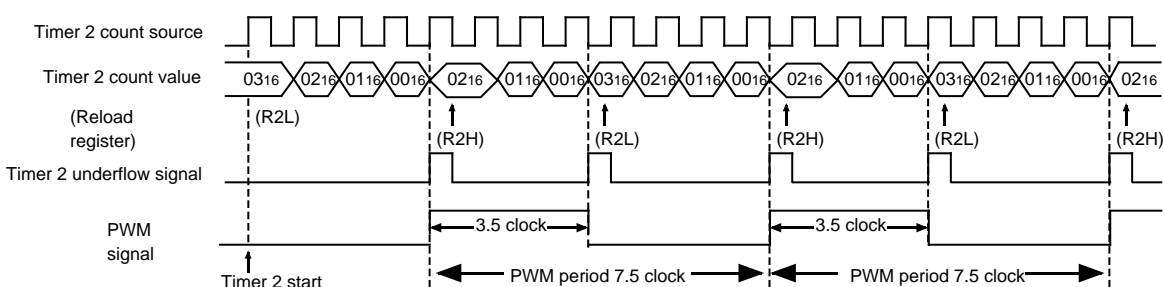 Timer 2 count source
Timer 2 count value
0316 0216 0116 0016 0216 0116 0016 0316 0216 0116 0016 0216 0116 0016 0316 0216 0116 0016 0216
(Reload
register)
(R2L) (R2H) (R2L) (R2H) (R2L) (R2H)
Timer 2 underflow signal
PWM
signal
3.5 clock 3.5 clock
Timer 2 start
PWM period 7.5 clock PWM period 7.5 clock